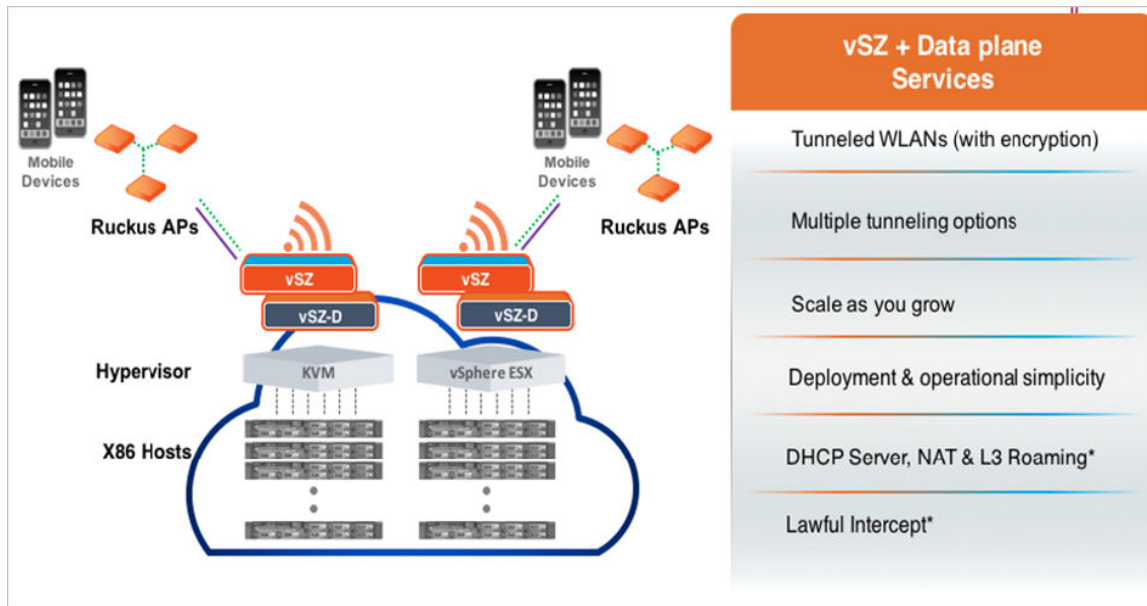 vSZ + Data plane
Services
Mobile
Devices
Ruckus APs
Mobile
Devices
Ruckus APs
vSZ
vSZ-D
vSZ
vSZ-D
Hypervisor
KVM
vSphere ESX
X86 Hosts
Tunneled WLANs (with encryption)
Multiple tunneling options
Scale as you grow
Deployment & operational simplicity
DHCP Server, NAT & L3 Roaming*
Lawful Intercept*